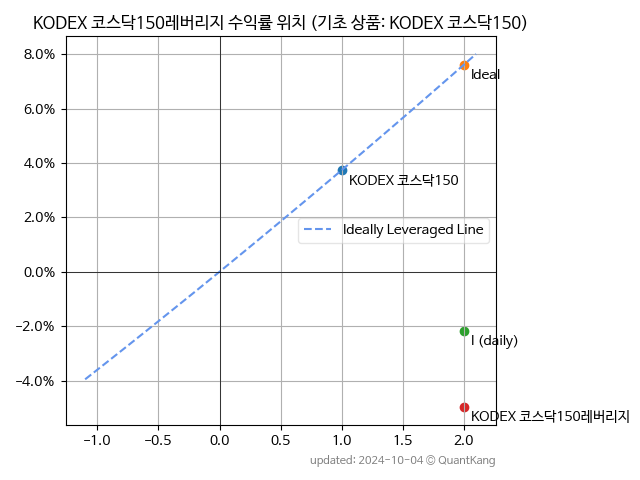 KODEX 코스닥150레버리지 수익률 위치 (기초 상품: KODEX 코스닥150)
8.0%
Ideal
6.0%
4.0%
KODEX 코스닥150
2.0%
Ideally Leveraged Line
0.0%
−2.0%
l (daily)
−4.0%
KODEX 코스닥150레버리지
−1.0 −0.5 0.0 0.5 1.0 1.5 2.0
updated: 2024-10-04 © QuantKang